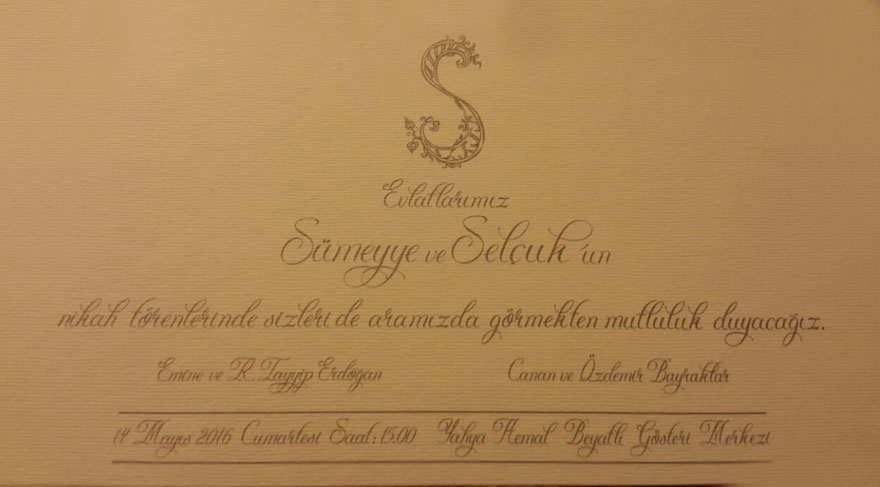 S
Evlatlarımız
Sümeyye ve Selçuk'un
nikah törenlerinde sizleri de aramızda görmekten mutluluk duyacağız.
Emine ve R. Tayyip Erdoğan Canan ve Özdemir Bayraktar
14 Mayıs 2016 Cumartesi Saat: 15.00 Yahya Kemal Beyatlı Gösteri Merkezi